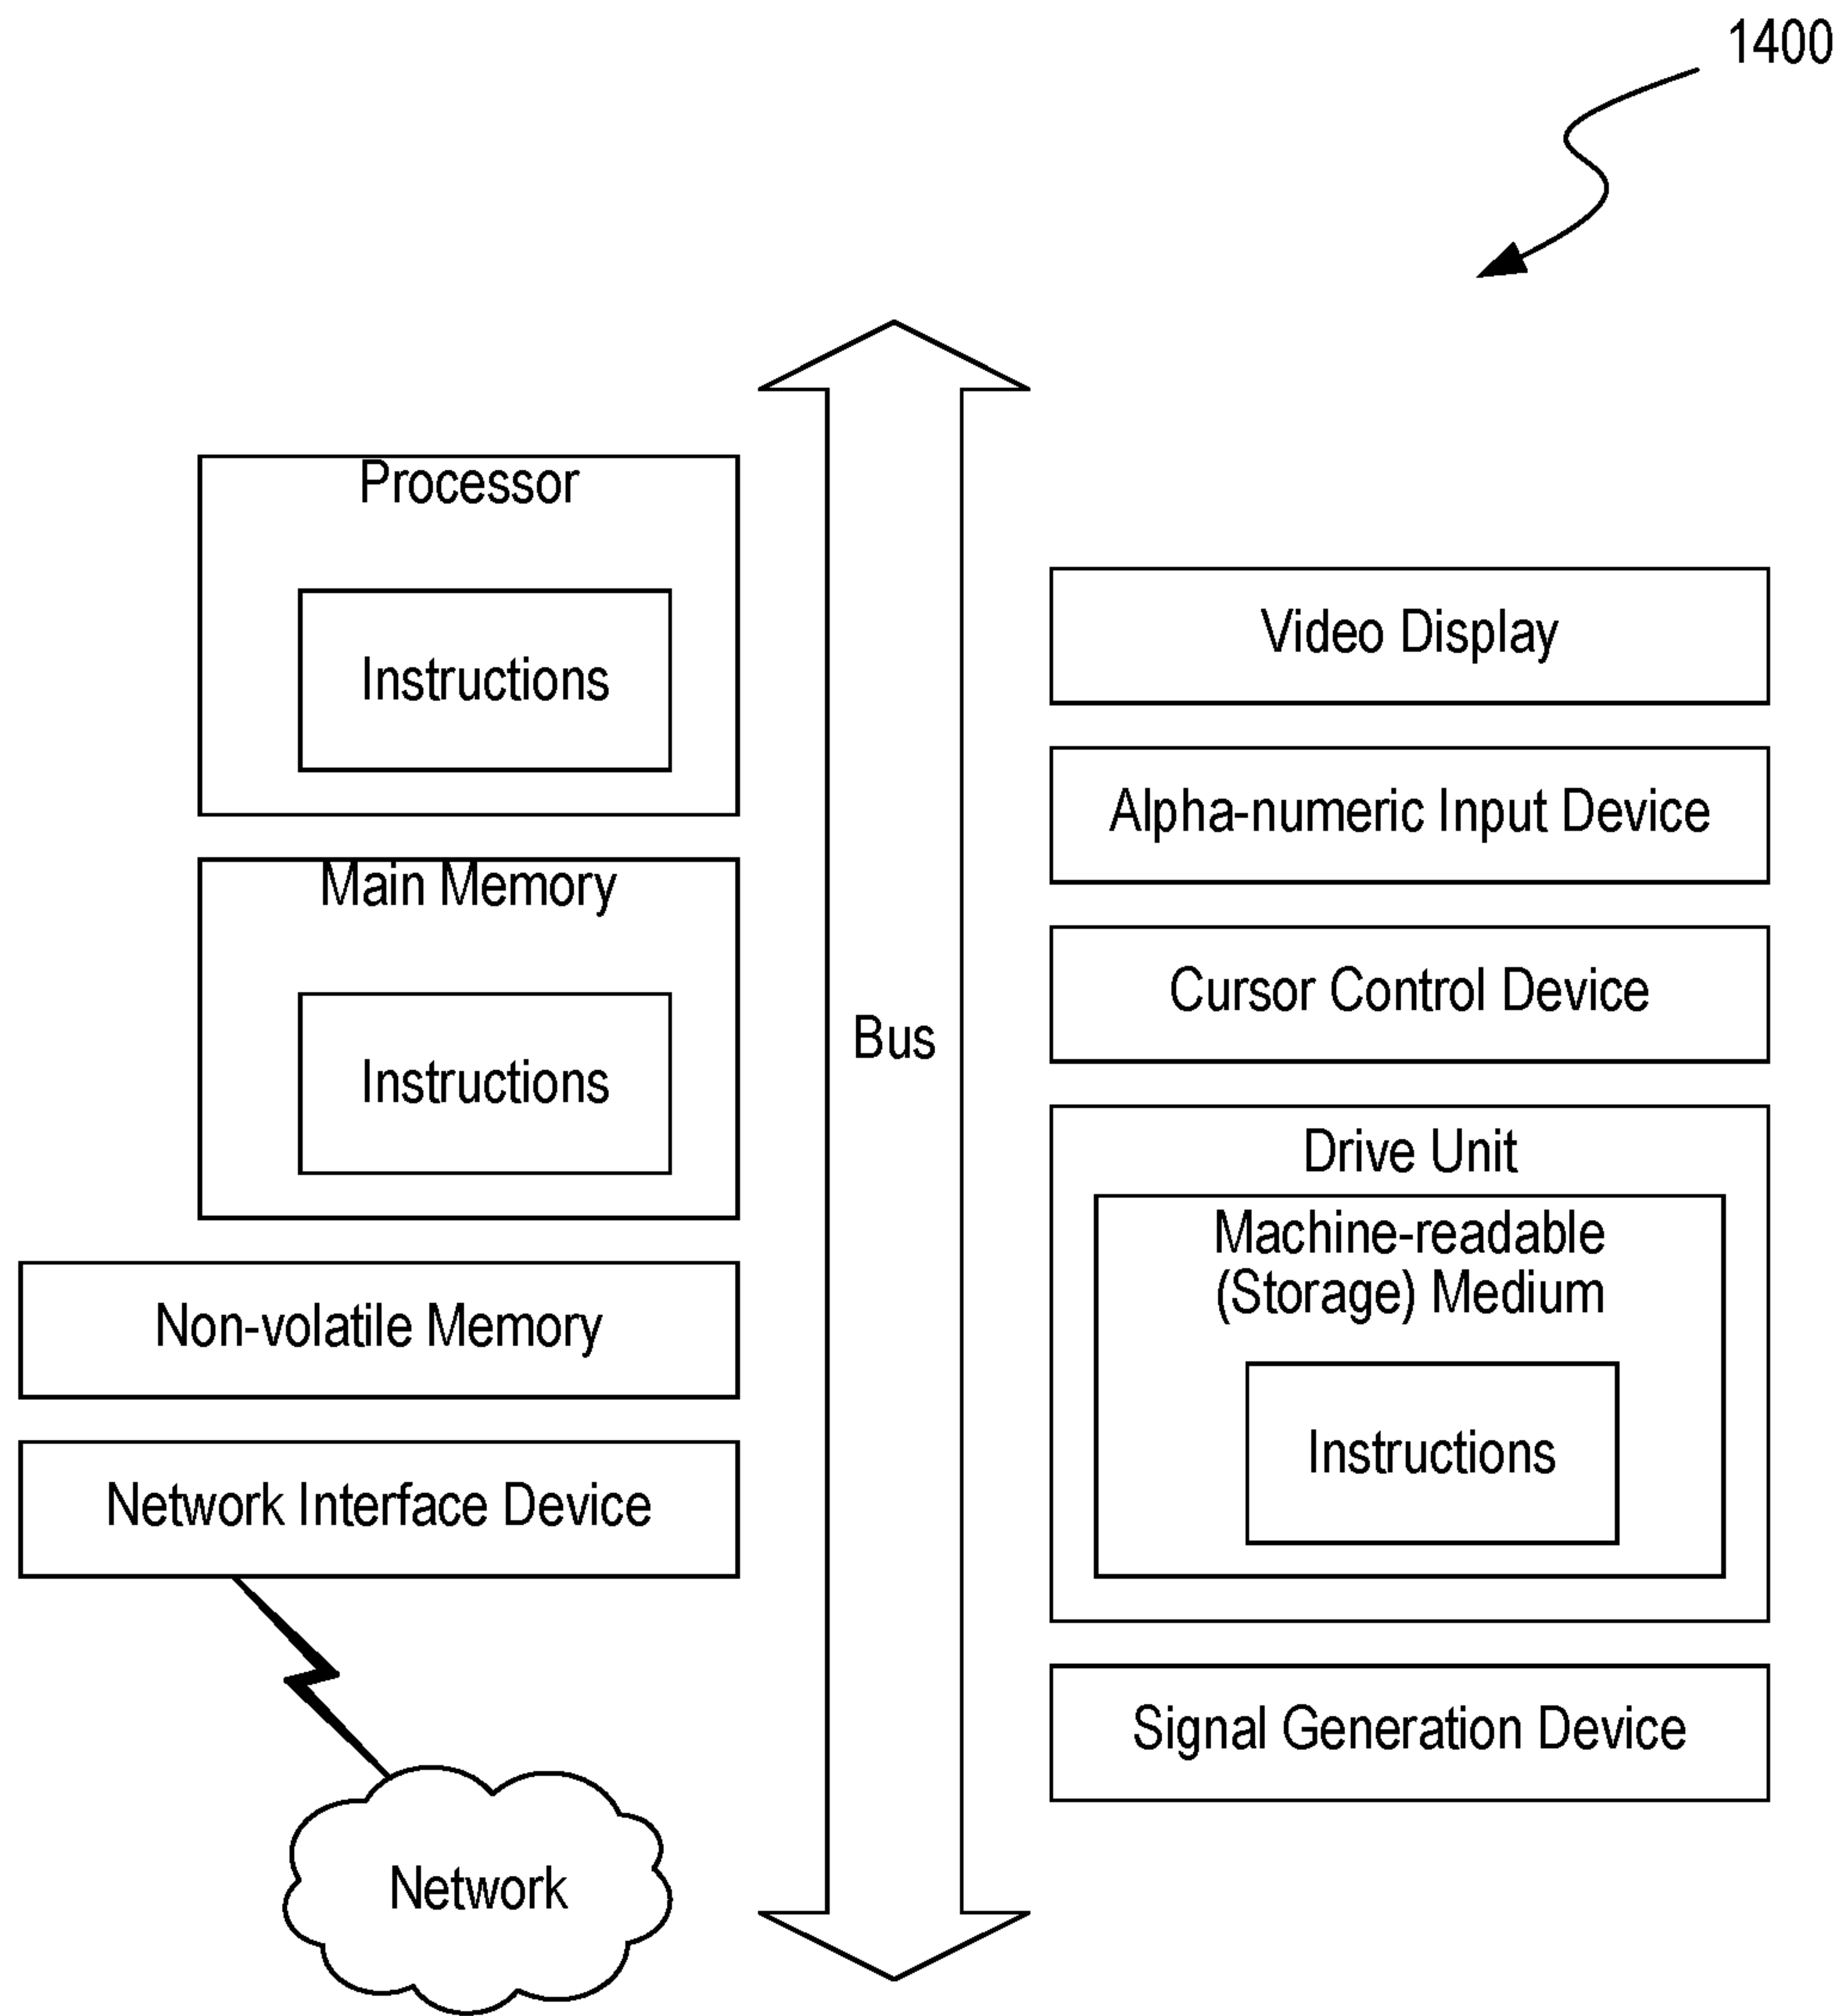 1400
Processor
Instructions
Main Memory
Instructions
Non-volatile Memory
Network Interface Device
Network
Bus
Video Display
Alpha-numeric Input Device
Cursor Control Device
Drive Unit
Machine-readable
(Storage) Medium
Instructions
Signal Generation Device